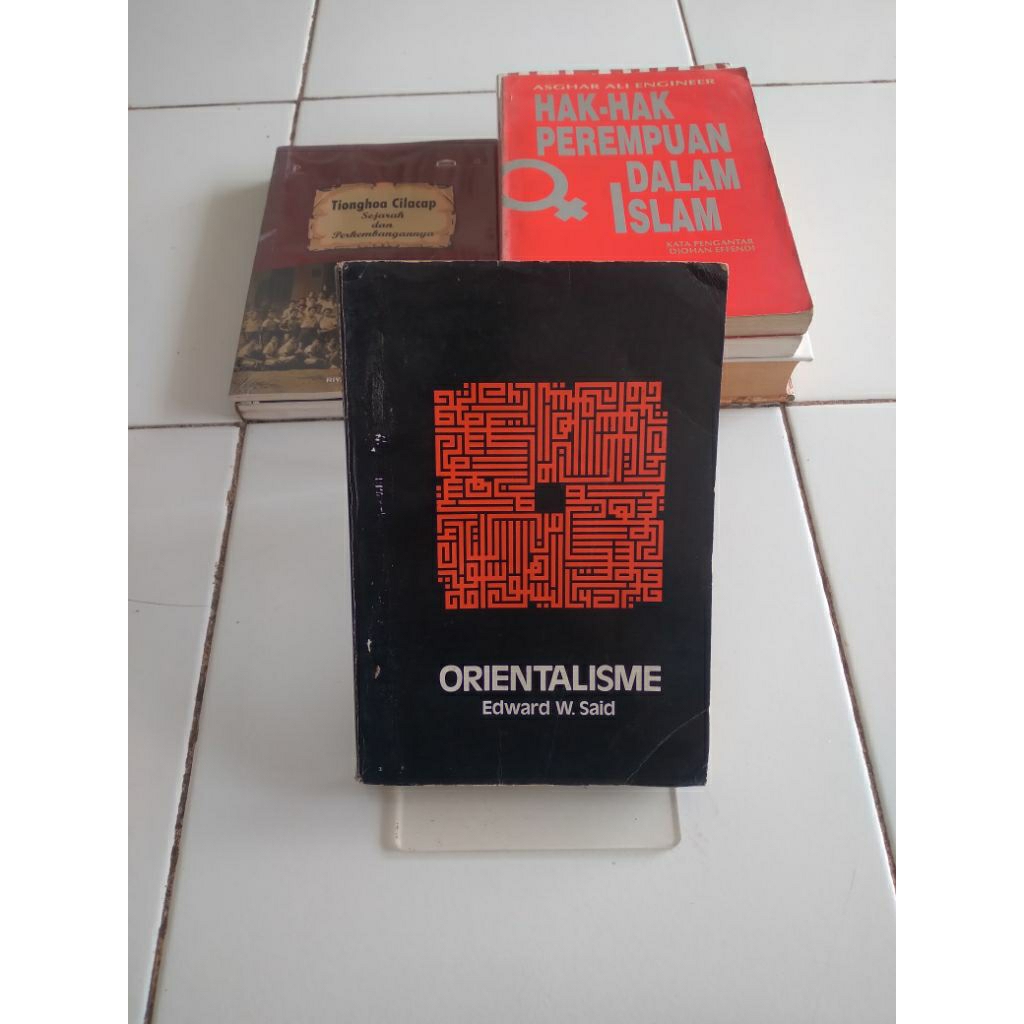 ASGHAR ALI ENGINEER
HAK-HAK
PEREMPUAN
DALAM
ISLAM
KATA PENGANTAR
DJOHAN EFFENDI
Tionghoa Cilacap
Sejarah
dan
Perkembangannya
ORIENTALISME
Edward W. Said